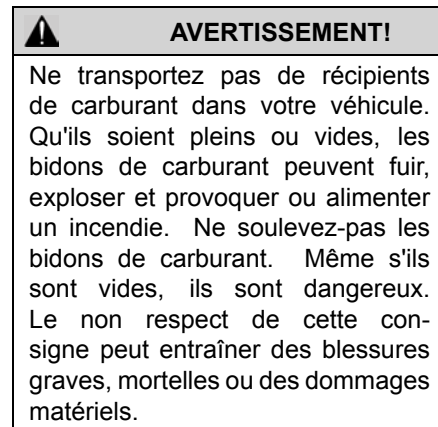 AVERTISSEMENT!
Ne transportez pas de récipients
de carburant dans votre véhicule.
Qu'ils soient pleins ou vides, les
bidons de carburant peuvent fuir,
exploser et provoquer ou alimenter
un incendie. Ne soulevez-pas les
bidons de carburant. Même s'ils
sont vides, ils sont dangereux.
Le non respect de cette con-
signe peut entraîner des blessures
graves, mortelles ou des dommages
matériels.